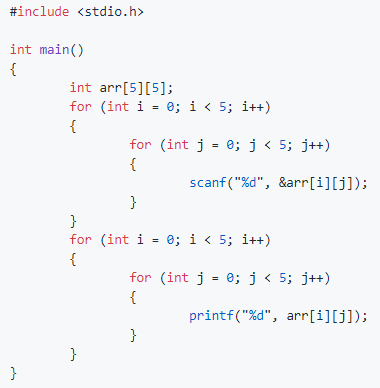 #include <stdio.h>

int main()
{
        int arr[5][5];
        for (int i = 0; i < 5; i++)
        {
                for (int j = 0; j < 5; j++)
                {
                        scanf("%d", &arr[i][j]);
                }
        }
        for (int i = 0; i < 5; i++)
        {
                for (int j = 0; j < 5; j++)
                {
                        printf("%d", arr[i][j]);
                }
        }
}